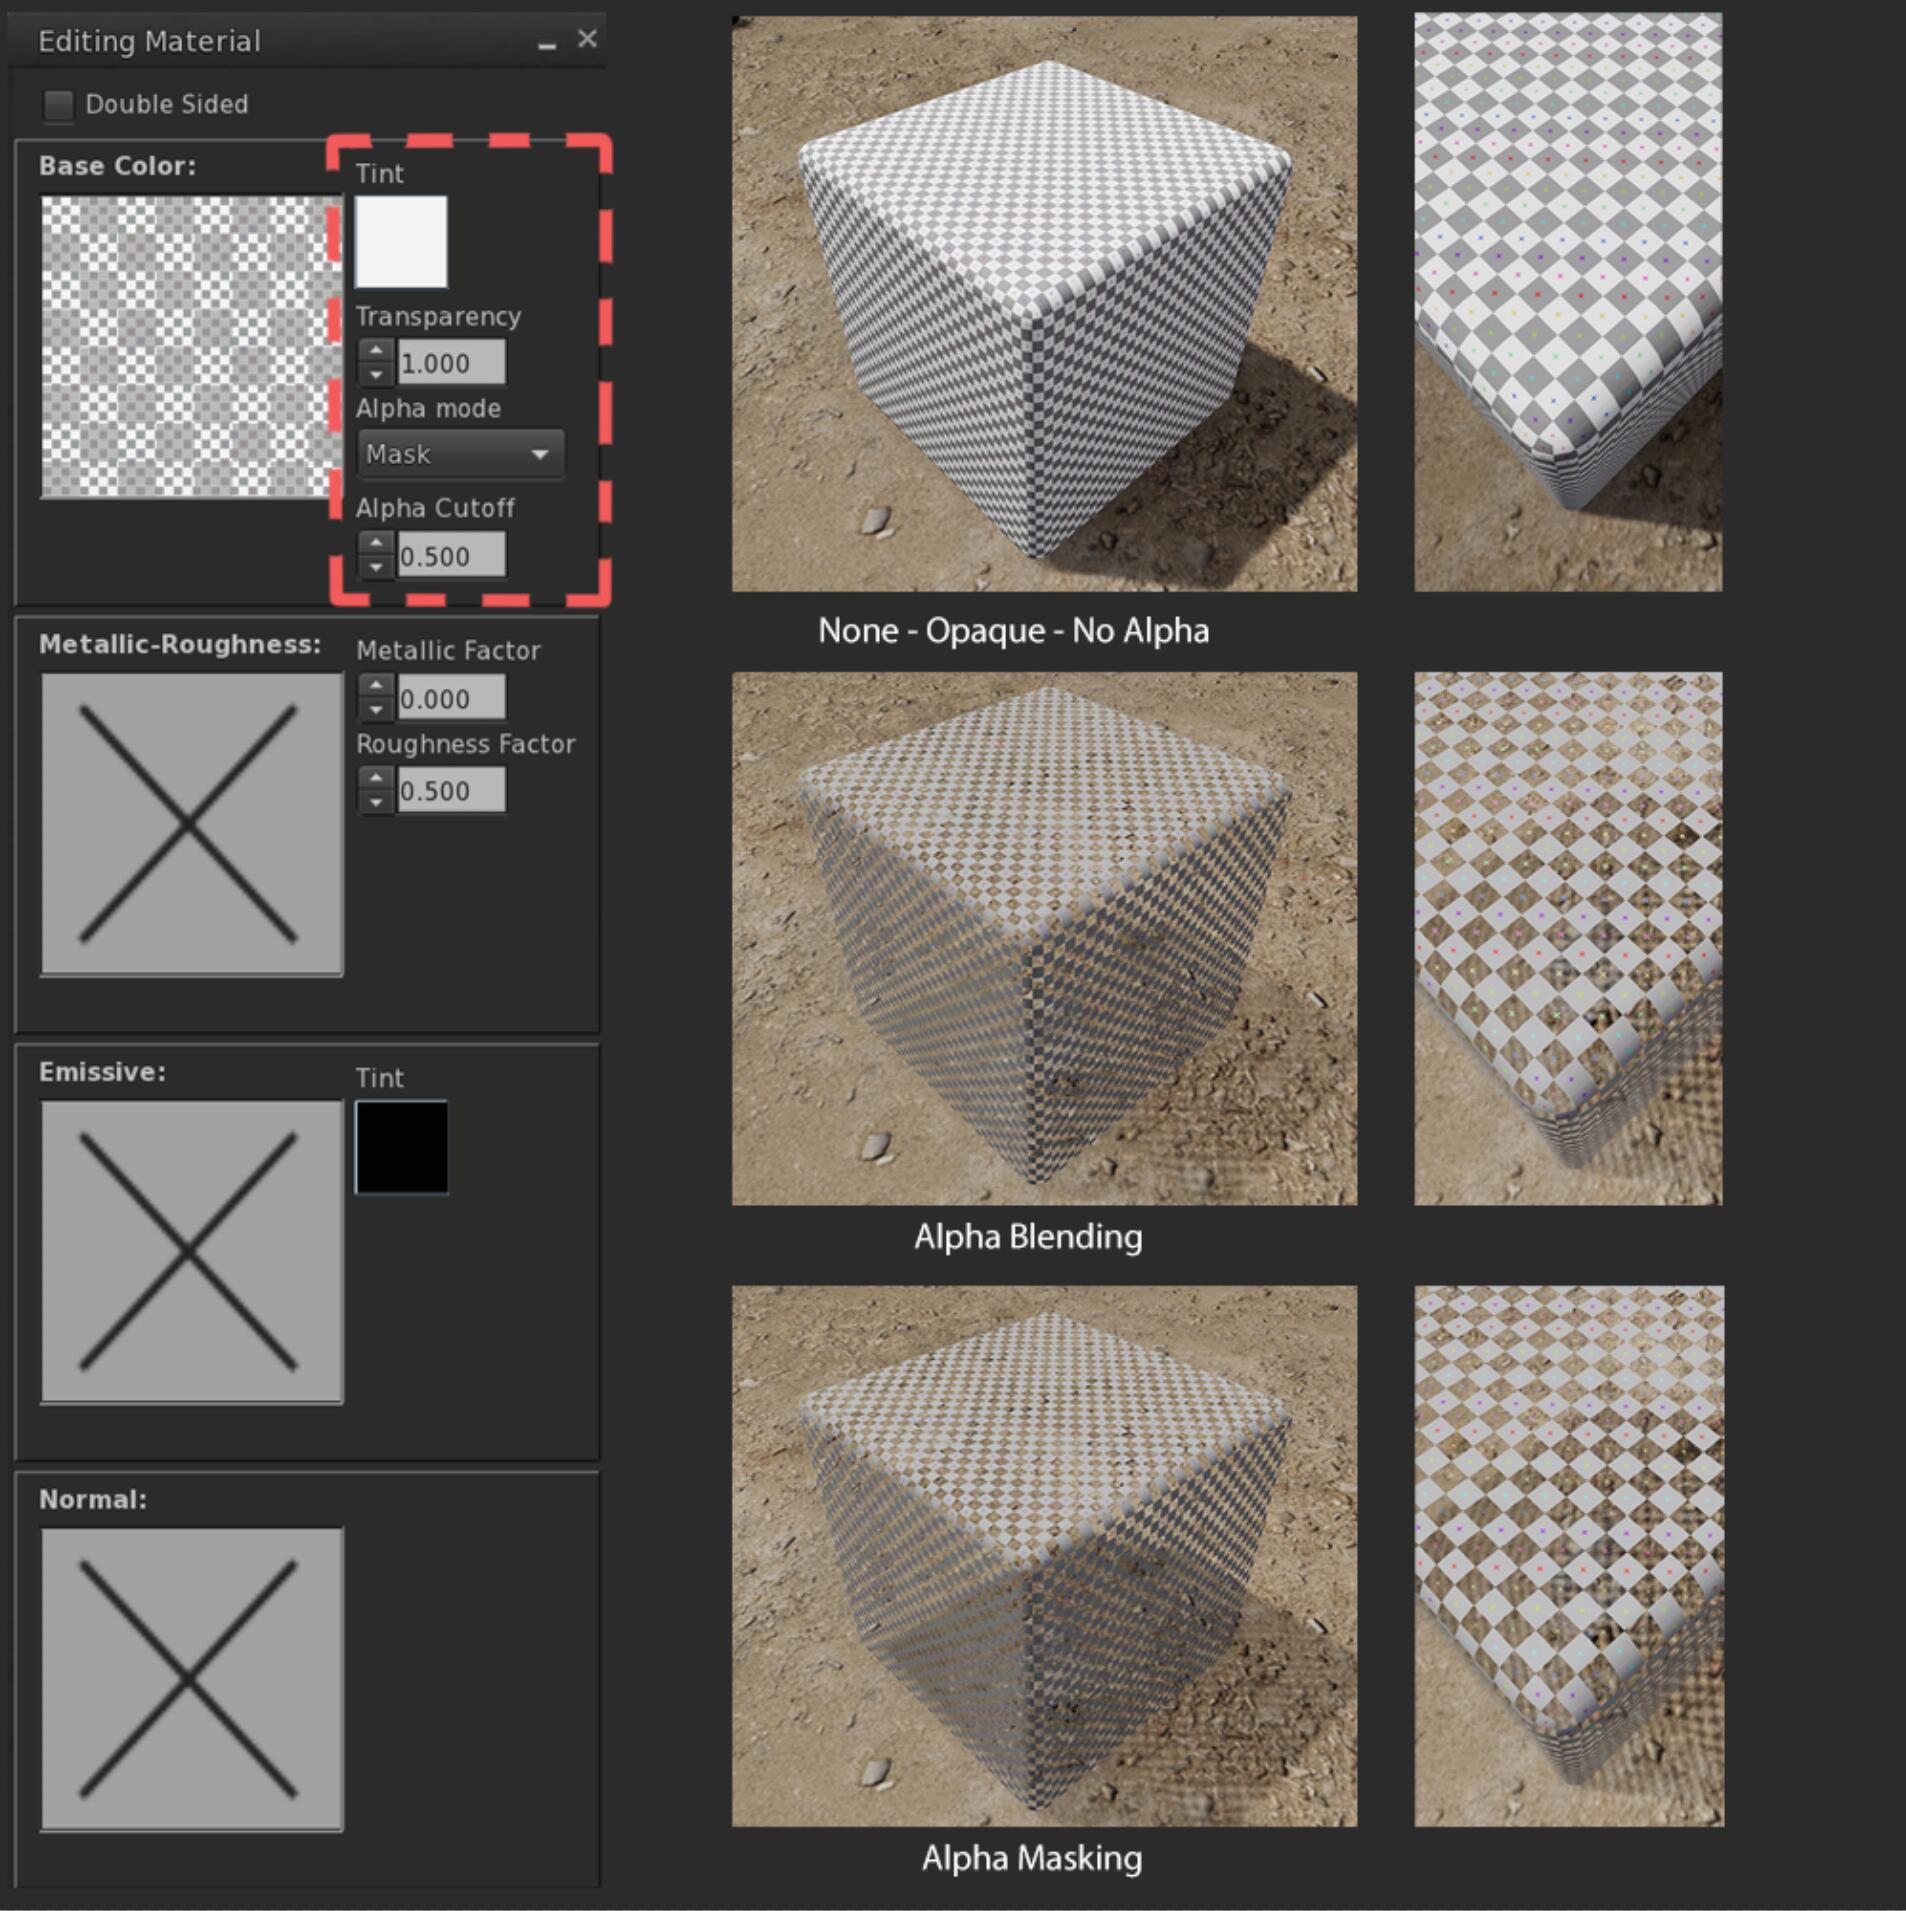 Editing Material
Double Sided
Base Color:
Tint
Transparency
1.000
Alpha mode
Mask
Alpha Cutoff
0.500
Metallic-Roughness:
Metallic Factor
0.000
Roughness Factor
0.500
Emissive:
Tint
Normal:
None - Opaque - No Alpha
Alpha Blending
Alpha Masking